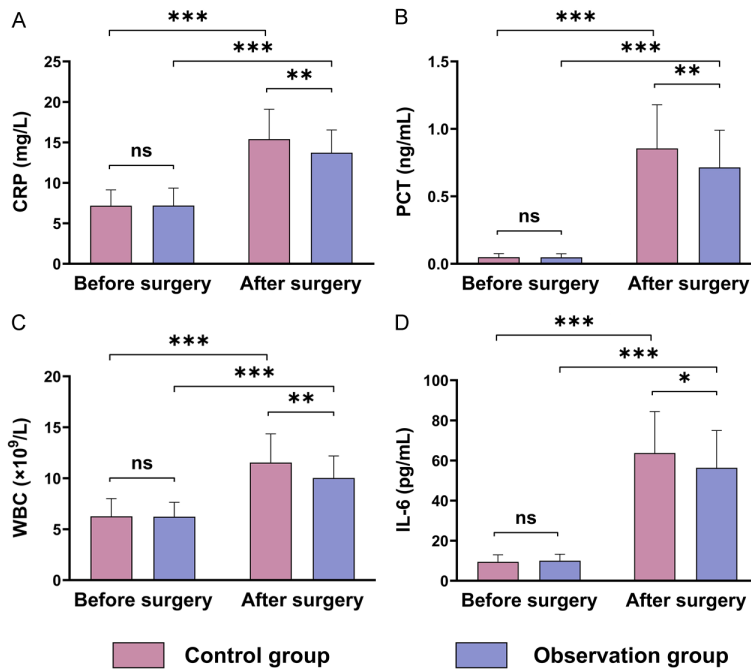 A
***
***
**
ns
CRP (mg/L)
25
20
15
10
5
0
Before surgery
After surgery
B
***
***
**
ns
PCT (ng/mL)
1.5
1.0
0.5
0.0
Before surgery
After surgery
C
***
***
**
ns
WBC (×10⁹/L)
20
15
10
5
0
Before surgery
After surgery
D
***
***
*
ns
IL-6 (pg/mL)
100
80
60
40
20
0
Before surgery
After surgery
Control group
Observation group